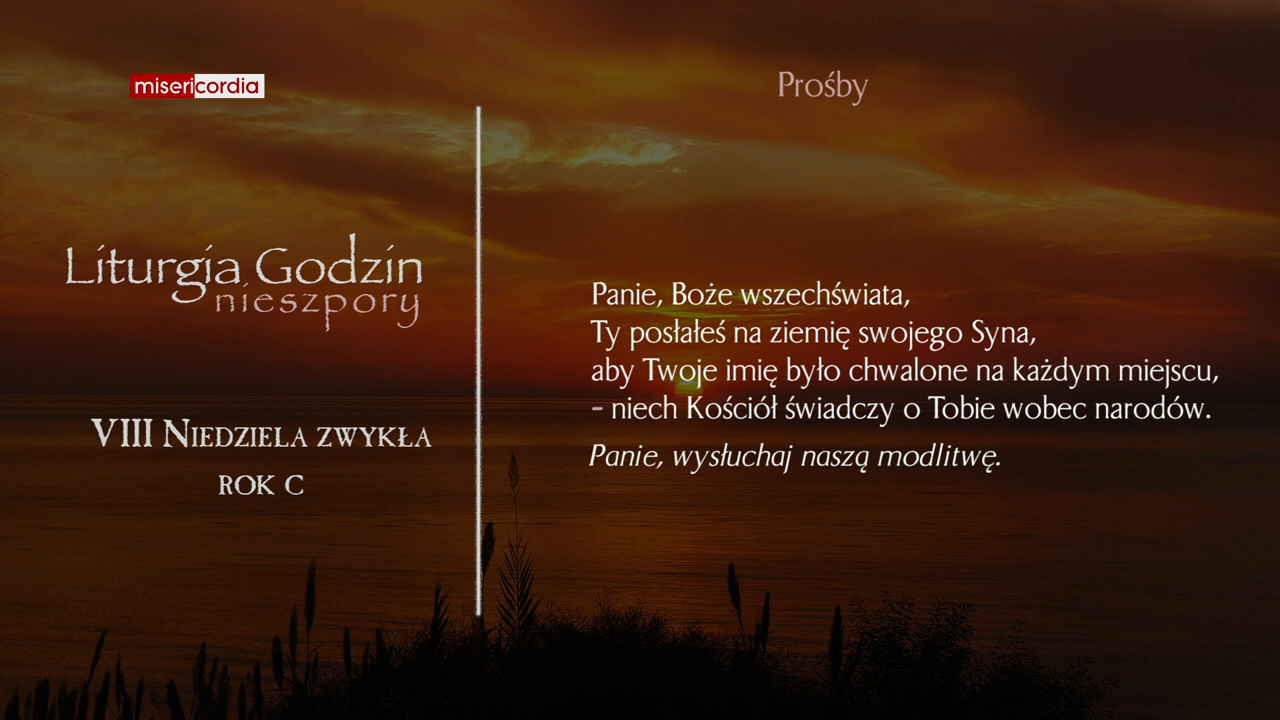 misericordia
Liturgia Godzin
nieszpory
VIII Niedziela zwykła
rok C
Prośby
Panie, Boże wszechświata,
Ty posłałeś na ziemię swojego Syna,
aby Twoje imię było chwalone na każdym miejscu,
- niech Kościół świadczy o Tobie wobec narodów.
Panie, wysłuchaj naszą modlitwę.